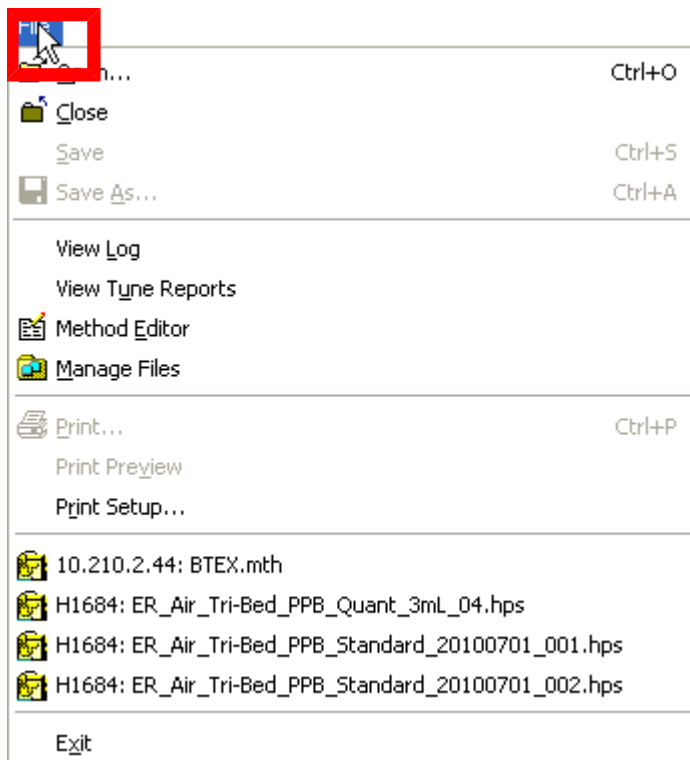 File
Open... Ctrl+O
Close
Save Ctrl+S
Save As... Ctrl+A
View Log
View Tune Reports
Method Editor
Manage Files
Print... Ctrl+P
Print Preview
Print Setup...
10.210.2.44: BTEX.mth
H1684: ER_Air_Tri-Bed_PPB_Quant_3mL_04.hps
H1684: ER_Air_Tri-Bed_PPB_Standard_20100701_001.hps
H1684: ER_Air_Tri-Bed_PPB_Standard_20100701_002.hps
Exit